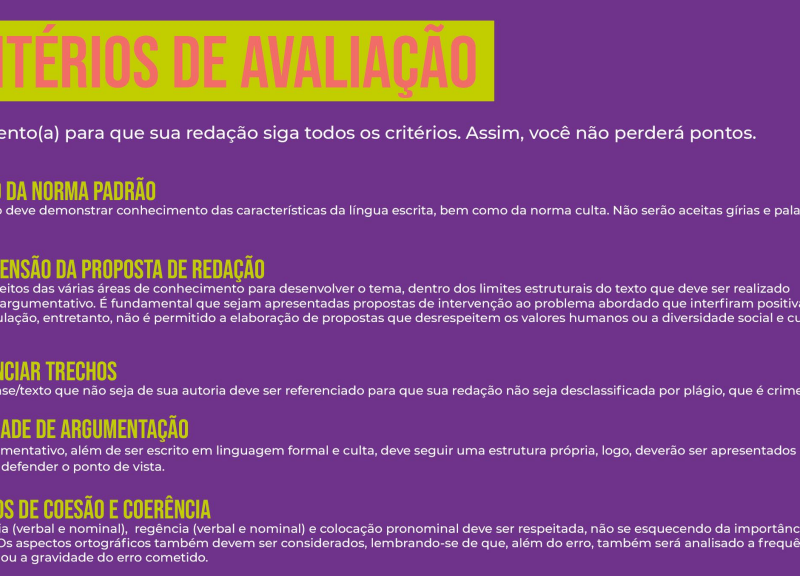 ITÉRIOS DE AVALIAÇÃO
ento(a) para que sua redação siga todos os critérios. Assim, você não perderá pontos.
O DA NORMA PADRÃO
o deve demonstrar conhecimento das características da língua escrita, bem como da norma culta. Não serão aceitas gírias e pala
ENSÃO DA PROPOSTA DE REDAÇÃO
eitos das várias áreas de conhecimento para desenvolver o tema, dentro dos limites estruturais do texto que deve ser realizado
argumentativo. É fundamental que sejam apresentadas propostas de intervenção ao problema abordado que interfiram positiva
ulação, entretanto, não é permitido a elaboração de propostas que desrespeitem os valores humanos ou a diversidade social e cu
NCIAR TRECHOS
ase/texto que não seja de sua autoria deve ser referenciado para que sua redação não seja desclassificada por plágio, que é crime
ADE DE ARGUMENTAÇÃO
mentativo, além de ser escrito em linguagem formal e culta, deve seguir uma estrutura própria, logo, deverão ser apresentados
defender o ponto de vista.
OS DE COESÃO E COERÊNCIA
ia (verbal e nominal), regência (verbal e nominal) e colocação pronominal deve ser respeitada, não se esquecendo da importânc
Os aspectos ortográficos também devem ser considerados, lembrando-se de que, além do erro, também será analisado a frequê
ou a gravidade do erro cometido.